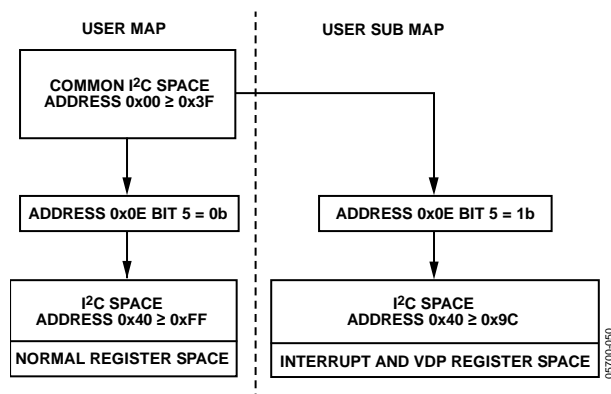 USER MAP
USER SUB MAP
COMMON I²C SPACE
ADDRESS 0x00 ≥ 0x3F
ADDRESS 0x0E BIT 5 = 0b
ADDRESS 0x0E BIT 5 = 1b
I²C SPACE
ADDRESS 0x40 ≥ 0xFF
NORMAL REGISTER SPACE
I²C SPACE
ADDRESS 0x40 ≥ 0x9C
INTERRUPT AND VDP REGISTER SPACE
05700-050